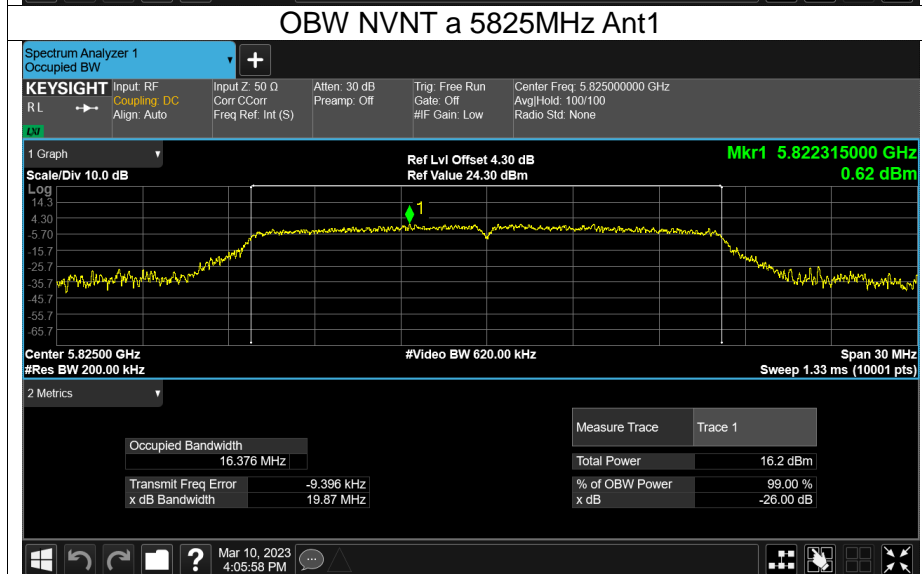 OBW NVNT a 5825MHz Ant1
Spectrum Analyzer 1
Occupied BW
KEYSIGHT
R L
LXI
Input: RF
Coupling: DC
Align: Auto
Input Z: 50 Ω
Corr CCorr
Freq Ref: Int (S)
Atten: 30 dB
Preamp: Off
Trig: Free Run
Gate: Off
#IF Gain: Low
Center Freq: 5.825000000 GHz
Avg|Hold: 100/100
Radio Std: None
1 Graph
Scale/Div 10.0 dB
Ref Lvl Offset 4.30 dB
Ref Value 24.30 dBm
Mkr1 5.822315000 GHz
0.62 dBm
Log
14.3
4.30
-5.70
-15.7
-25.7
-35.7
-45.7
-55.7
-65.7
1
Center 5.82500 GHz
#Res BW 200.00 kHz
#Video BW 620.00 kHz
Span 30 MHz
Sweep 1.33 ms (10001 pts)
2 Metrics
Occupied Bandwidth
16.376 MHz
Transmit Freq Error -9.396 kHz
x dB Bandwidth 19.87 MHz
Measure Trace Trace 1
Total Power 16.2 dBm
% of OBW Power 99.00 %
x dB -26.00 dB
?
Mar 10, 2023
4:05:58 PM